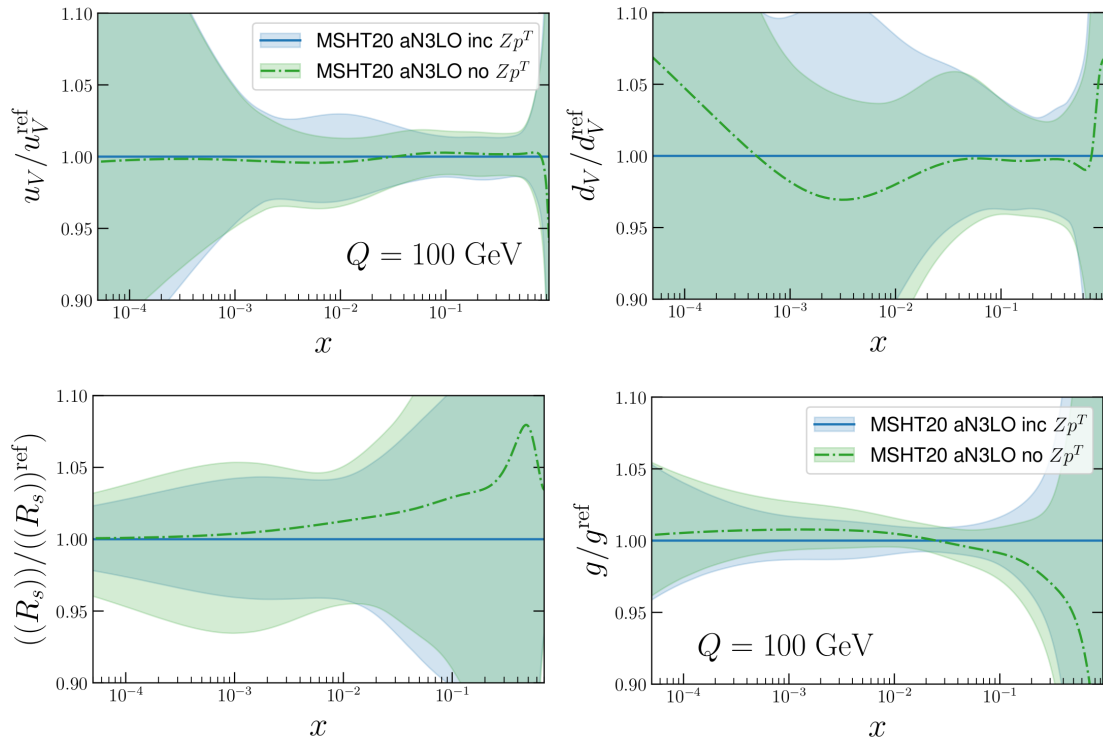 1.10
1.05
1.00
0.95
0.90
u_V/u_V^ref
MSHT20 aN3LO inc Zp^T
MSHT20 aN3LO no Zp^T
Q = 100 GeV
10^−4 10^−3 10^−2 10^−1
x
1.10
1.05
1.00
0.95
0.90
d_V/d_V^ref
10^−4 10^−3 10^−2 10^−1
x
1.10
1.05
1.00
0.95
0.90
((R_s))/(((R_s))^ref)
10^−4 10^−3 10^−2 10^−1
x
1.10
1.05
1.00
0.95
0.90
g/g^ref
MSHT20 aN3LO inc Zp^T
MSHT20 aN3LO no Zp^T
Q = 100 GeV
10^−4 10^−3 10^−2 10^−1
x